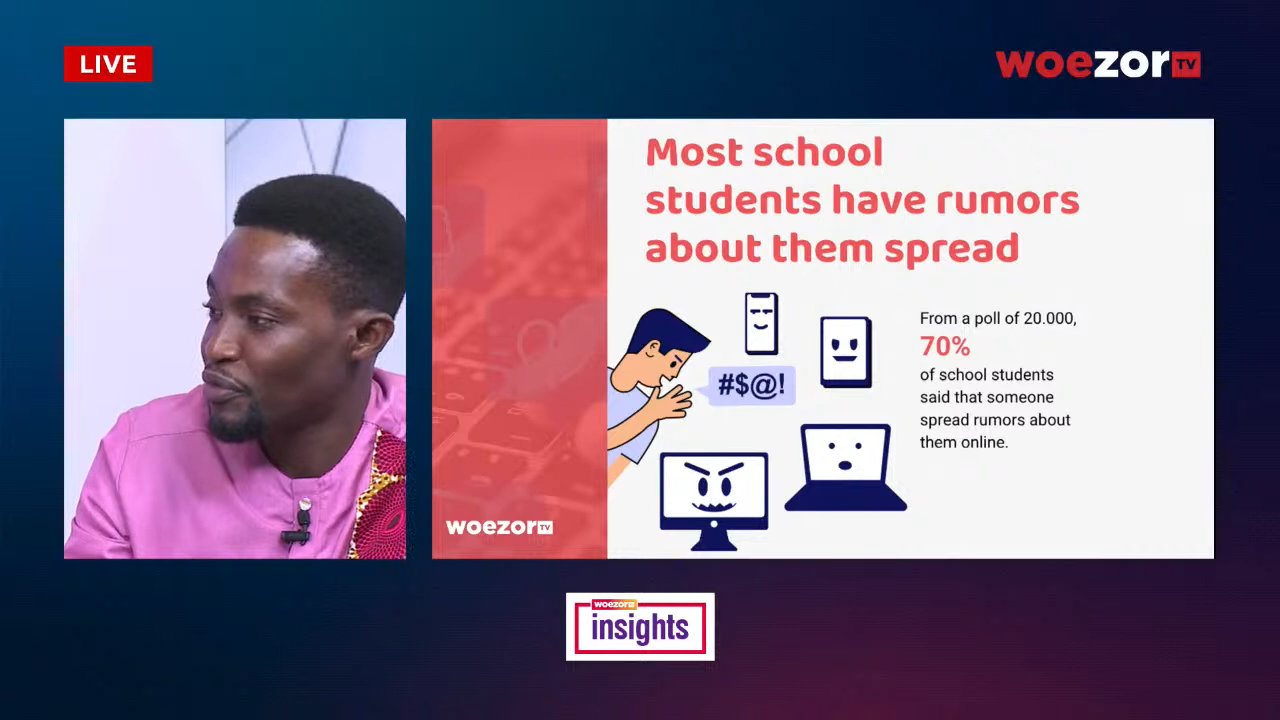 LIVE
woezor TV
Most school
students have rumors
about them spread
From a poll of 20.000,
70%
of school students
said that someone
spread rumors about
them online.
#$@!
woezor TV
woezor
insights